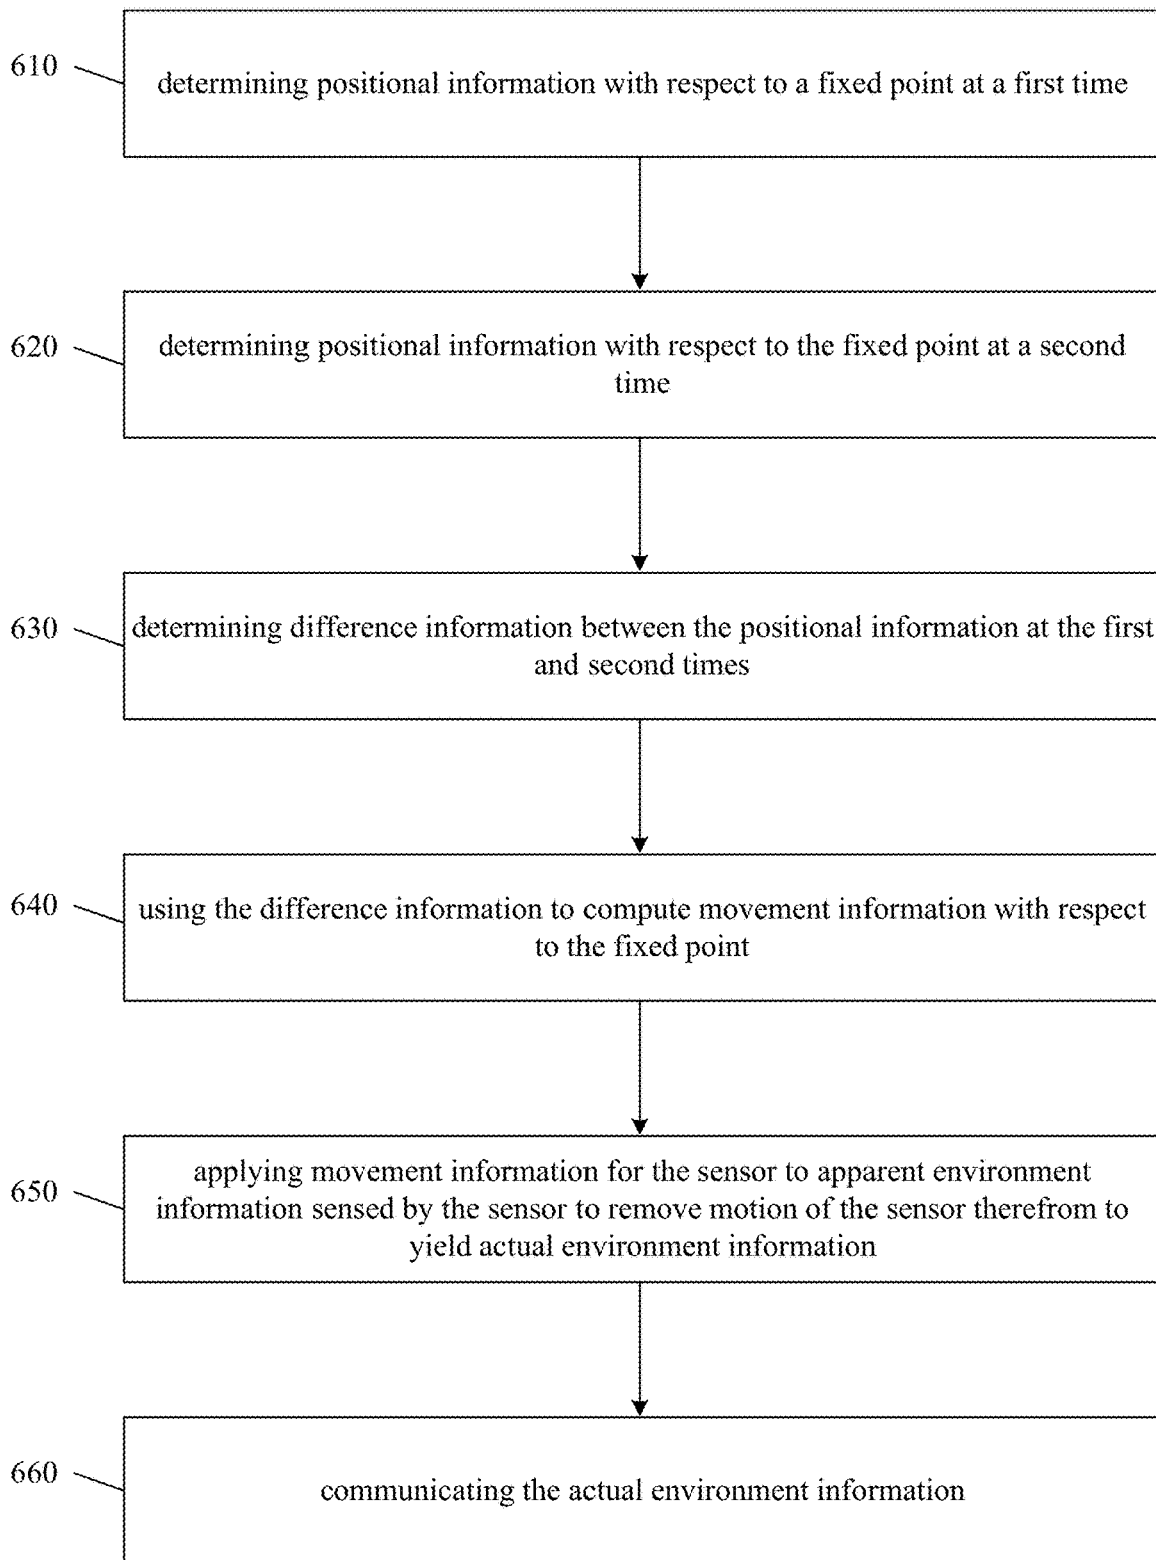 610
determining positional information with respect to a fixed point at a first time
620
determining positional information with respect to the fixed point at a second
time
630
determining difference information between the positional information at the first
and second times
640
using the difference information to compute movement information with respect
to the fixed point
650
applying movement information for the sensor to apparent environment
information sensed by the sensor to remove motion of the sensor therefrom to
yield actual environment information
660
communicating the actual environment information